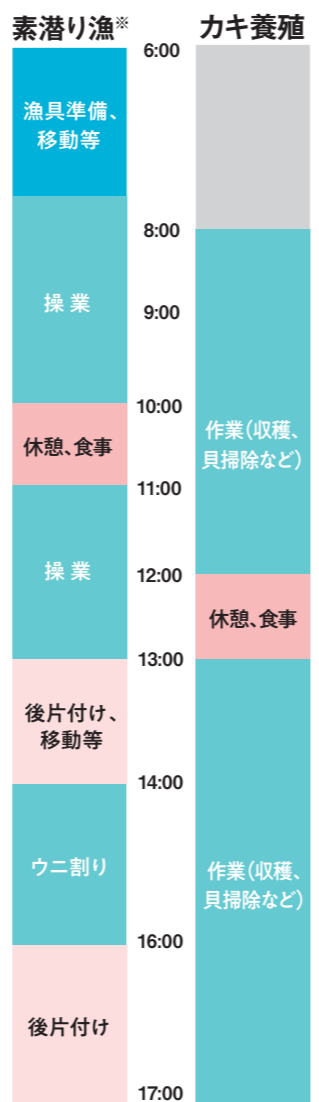 素潜り漁※
カキ養殖
6:00
漁具準備、
移動等
8:00
操 業
9:00
10:00
休憩、食事
作業(収穫、
貝掃除など)
11:00
操 業
12:00
休憩、食事
13:00
後片付け、
移動等
14:00
ウニ割り
作業(収穫、
貝掃除など)
16:00
後片付け
17:00